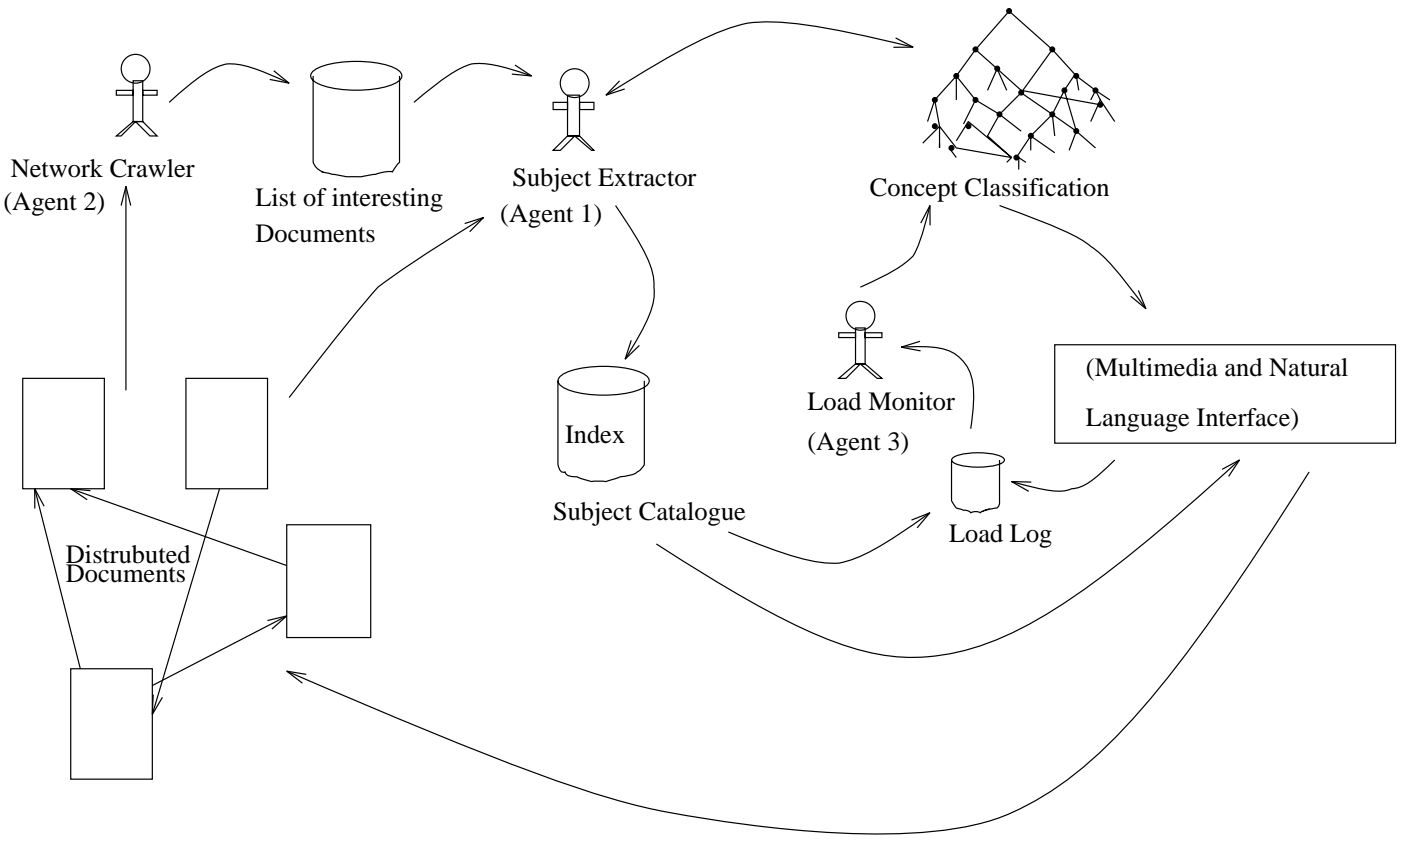 Network Crawler
(Agent 2)
List of interesting
Documents
Subject Extractor
(Agent 1)
Concept Classification
Load Monitor
(Agent 3)
(Multimedia and Natural
Language Interface)
Index
Subject Catalogue
Load Log
Distrubuted
Documents